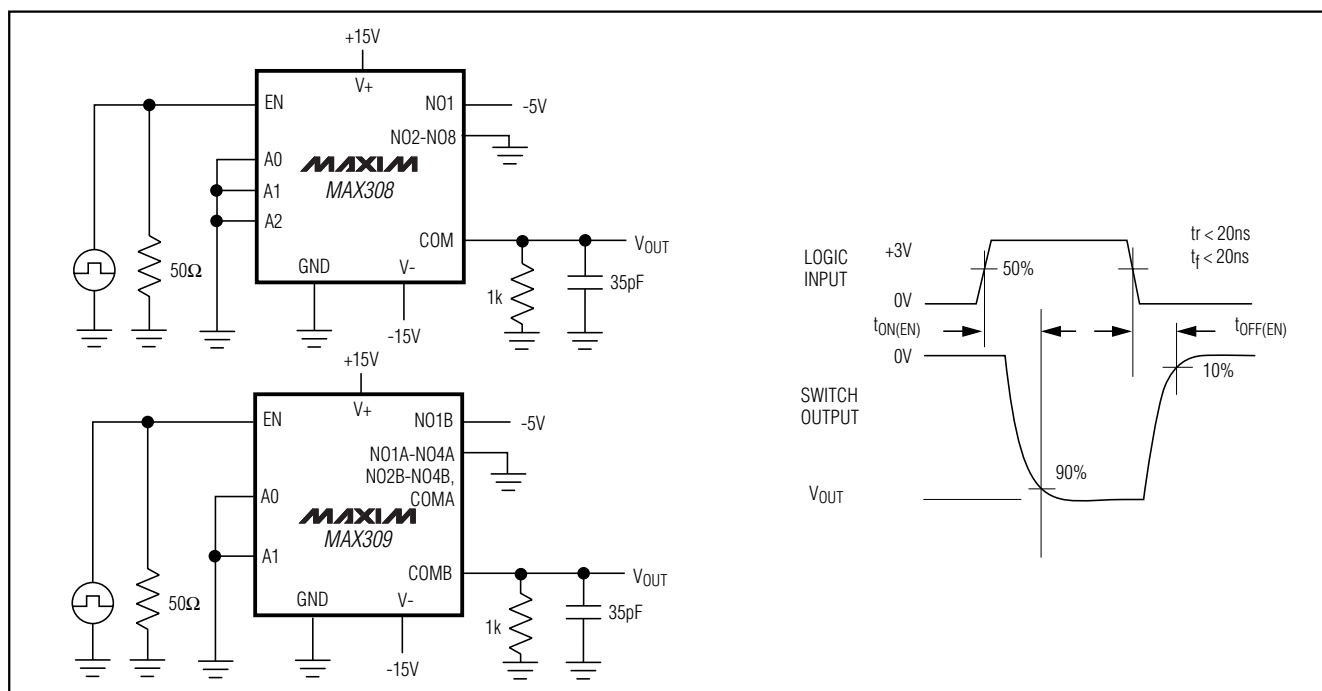 +15V
V+
EN
NO1
-5V
NO2-NO8
A0
MAXIM
A1
MAX308
A2
COM
VOUT
50Ω
GND
V-
1k
35pF
-15V
+15V
V+
EN
NO1B
-5V
NO1A-NO4A
NO2B-NO4B,
COMA
A0
MAXIM
MAX309
A1
COMB
VOUT
50Ω
GND
V-
1k
35pF
-15V
LOGIC
INPUT
+3V
50%
tr < 20ns
tf < 20ns
0V
tON(EN)
tOFF(EN)
0V
10%
SWITCH
OUTPUT
90%
VOUT